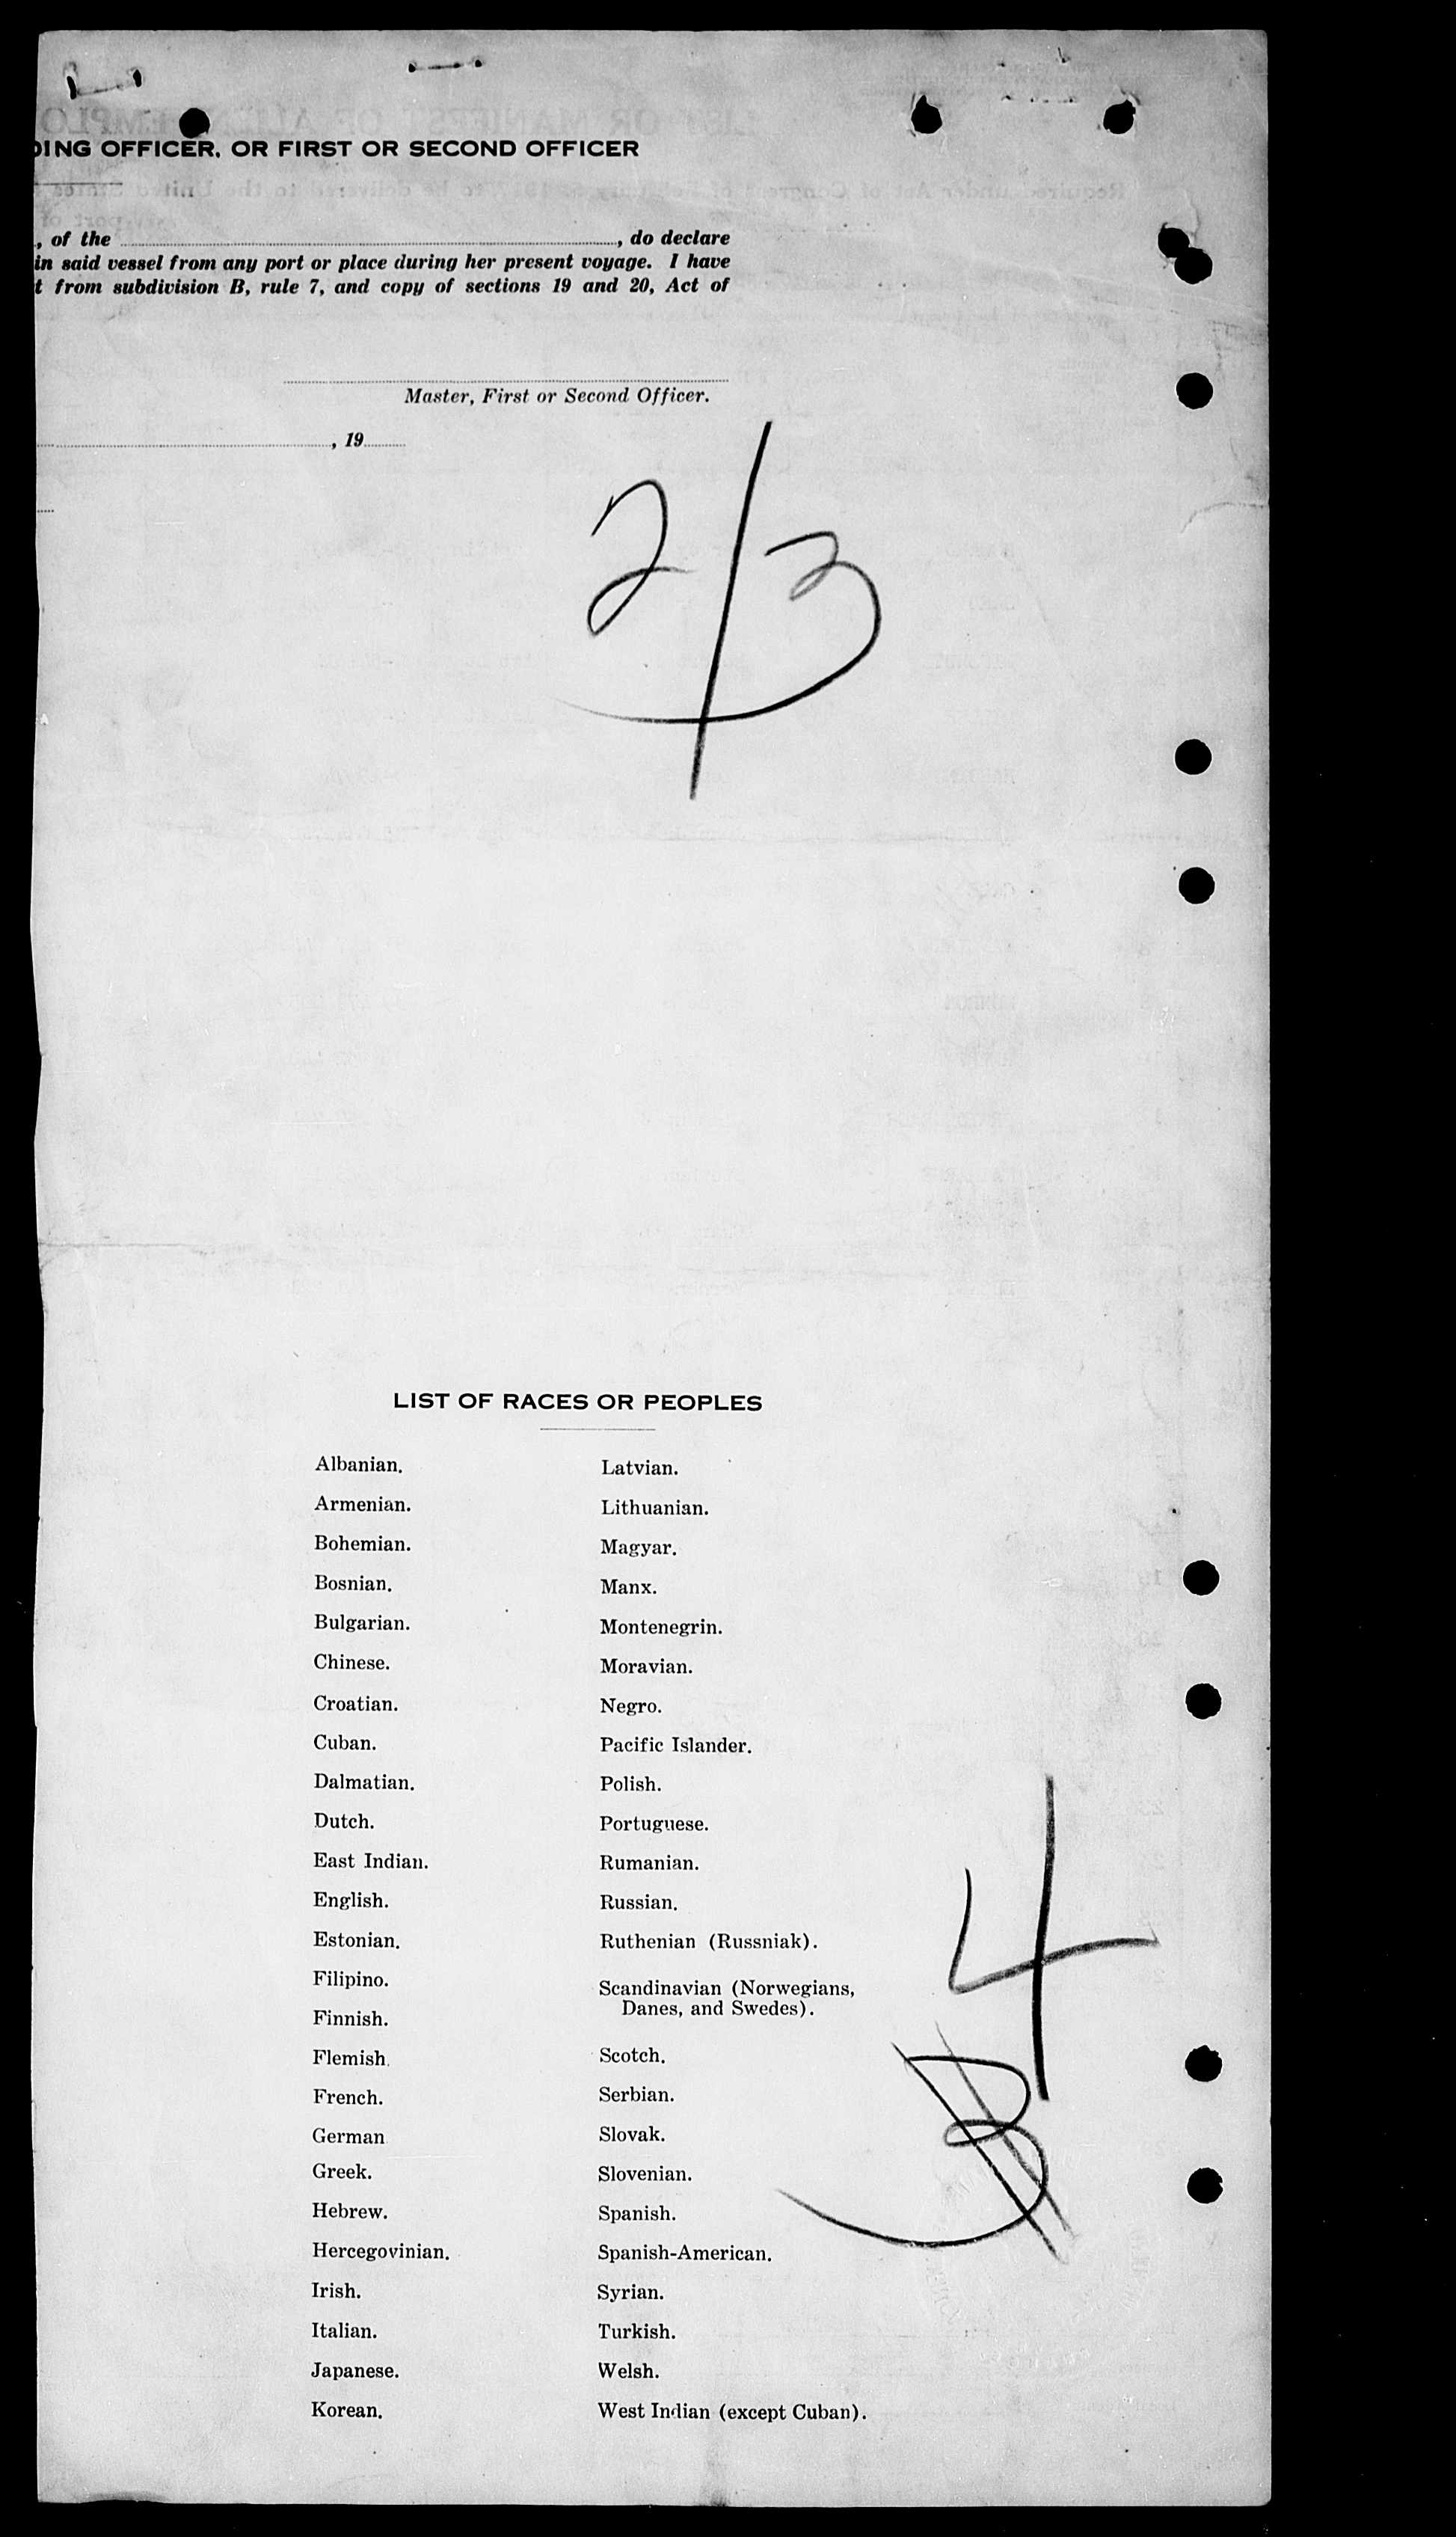 DING OFFICER, OR FIRST OR SECOND OFFICER
, of the , do declare
in said vessel from any port or place during her present voyage. I have
t from subdivision B, rule 7, and copy of sections 19 and 20, Act of
Master, First or Second Officer.
, 19
2/3
LIST OF RACES OR PEOPLES
Albanian.
Armenian.
Bohemian.
Bosnian.
Bulgarian.
Chinese.
Croatian.
Cuban.
Dalmatian.
Dutch.
East Indian.
English.
Estonian.
Filipino.
Finnish.
Flemish.
French.
German
Greek.
Hebrew.
Hercegovinian.
Irish.
Italian.
Japanese.
Korean.
Latvian.
Lithuanian.
Magyar.
Manx.
Montenegrin.
Moravian.
Negro.
Pacific Islander.
Polish.
Portuguese.
Rumanian.
Russian.
Ruthenian (Russniak).
Scandinavian (Norwegians,
Danes, and Swedes).
Scotch.
Serbian.
Slovak.
Slovenian.
Spanish.
Spanish-American.
Syrian.
Turkish.
Welsh.
West Indian (except Cuban).
4
3